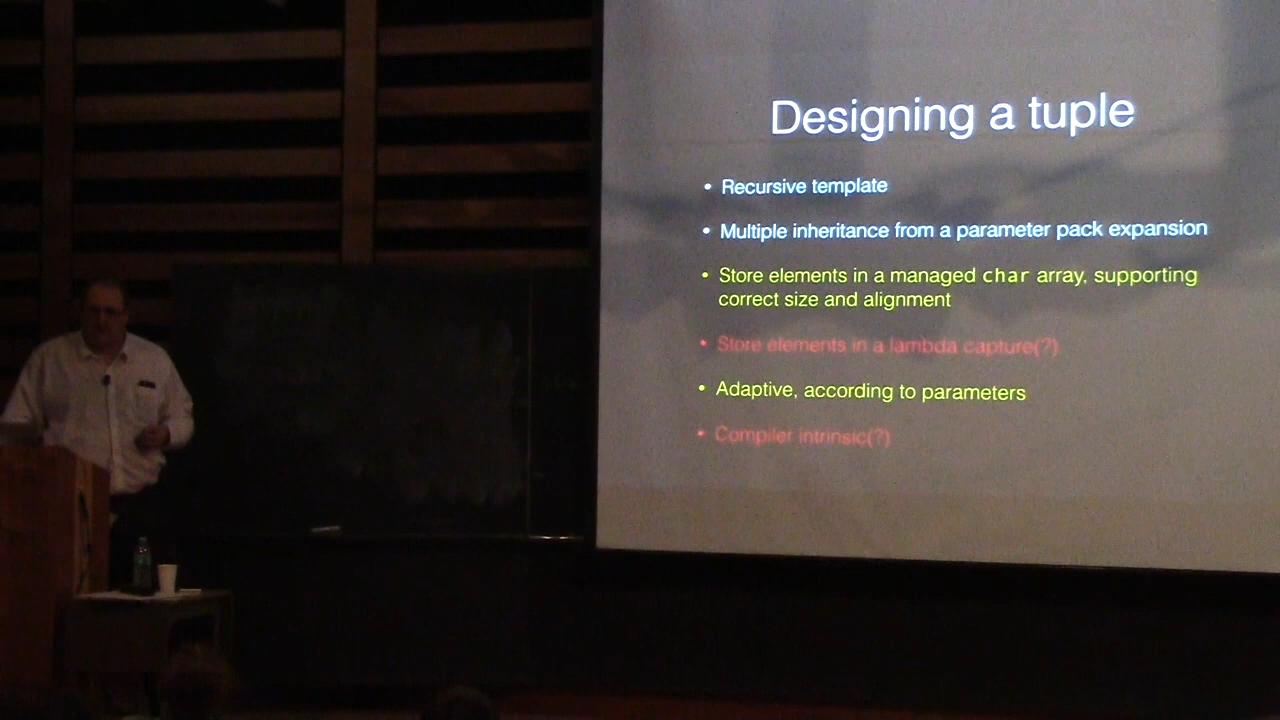 Designing a tuple
• Recursive template
• Multiple inheritance from a parameter pack expansion
• Store elements in a managed char array, supporting
correct size and alignment
• Store elements in a lambda capture(?)
• Adaptive, according to parameters
• Compiler intrinsic(?)